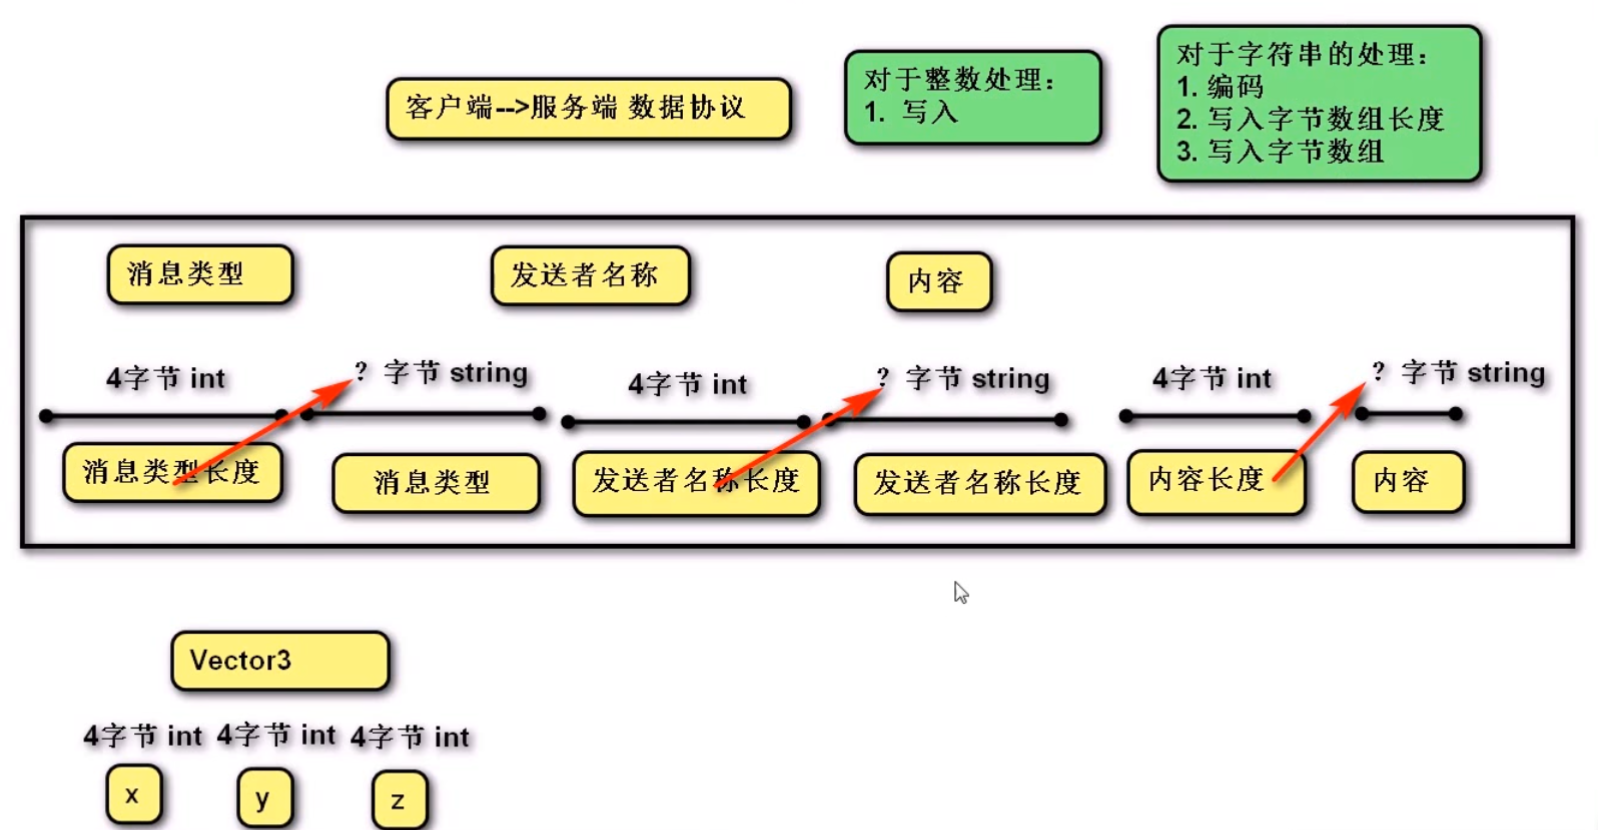 客户端-->服务端 数据协议
对于整数处理：
1. 写入
对于字符串的处理：
1. 编码
2. 写入字节数组长度
3. 写入字节数组
消息类型
发送者名称
内容
4字节 int
? 字节 string
4字节 int
? 字节 string
4字节 int
? 字节 string
消息类型长度
消息类型
发送者名称长度
发送者名称长度
内容长度
内容
Vector3
4字节 int
4字节 int
4字节 int
x
y
z